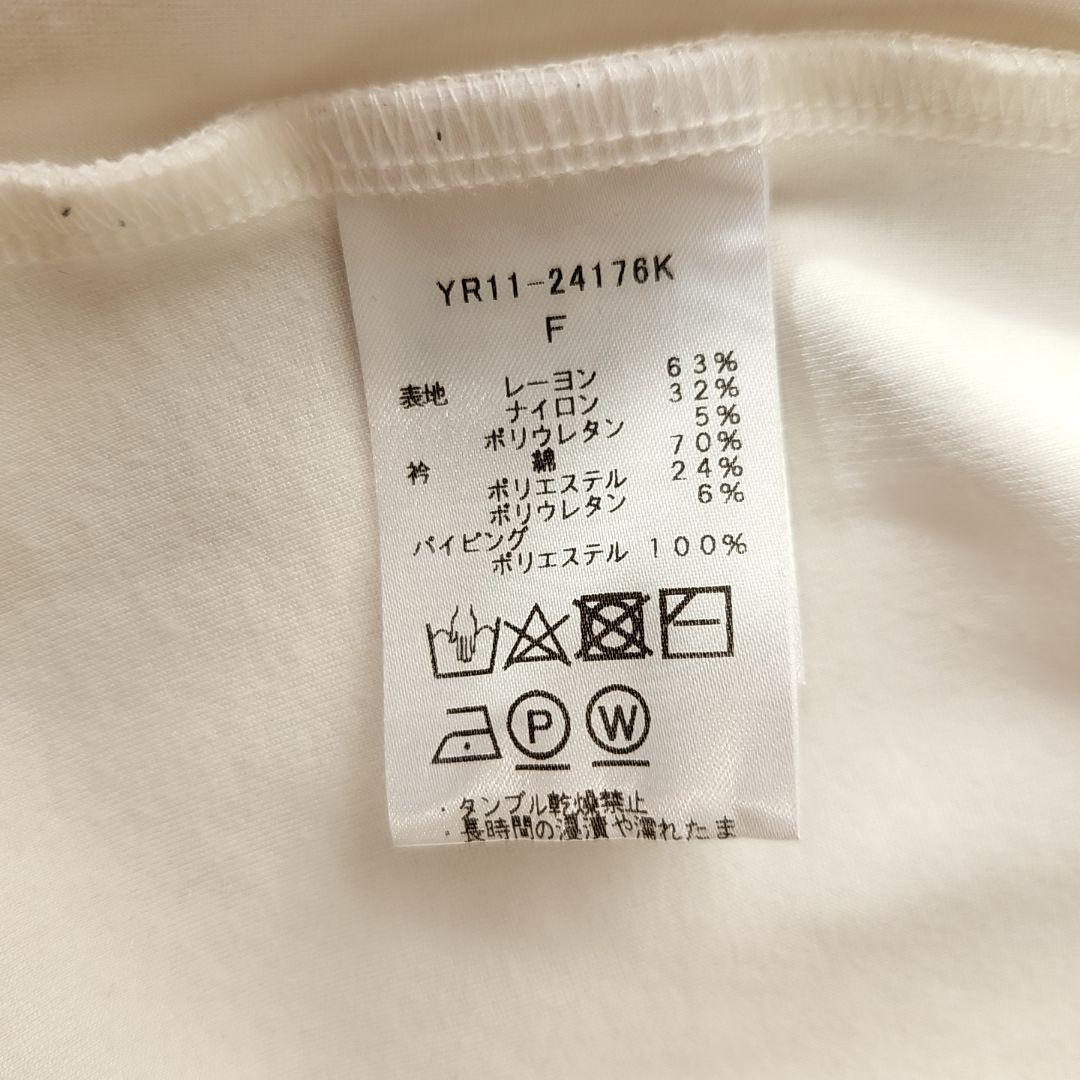 YR11-24176K
F
表地 レーヨン 63%
ナイロン 32%
ポリウレタン 5%
衿 綿 70%
ポリエステル 24%
ポリウレタン 6%
パイピング
ポリエステル 100%
P W
・タンブル乾燥禁止
・長時間の浸漬や濡れたま